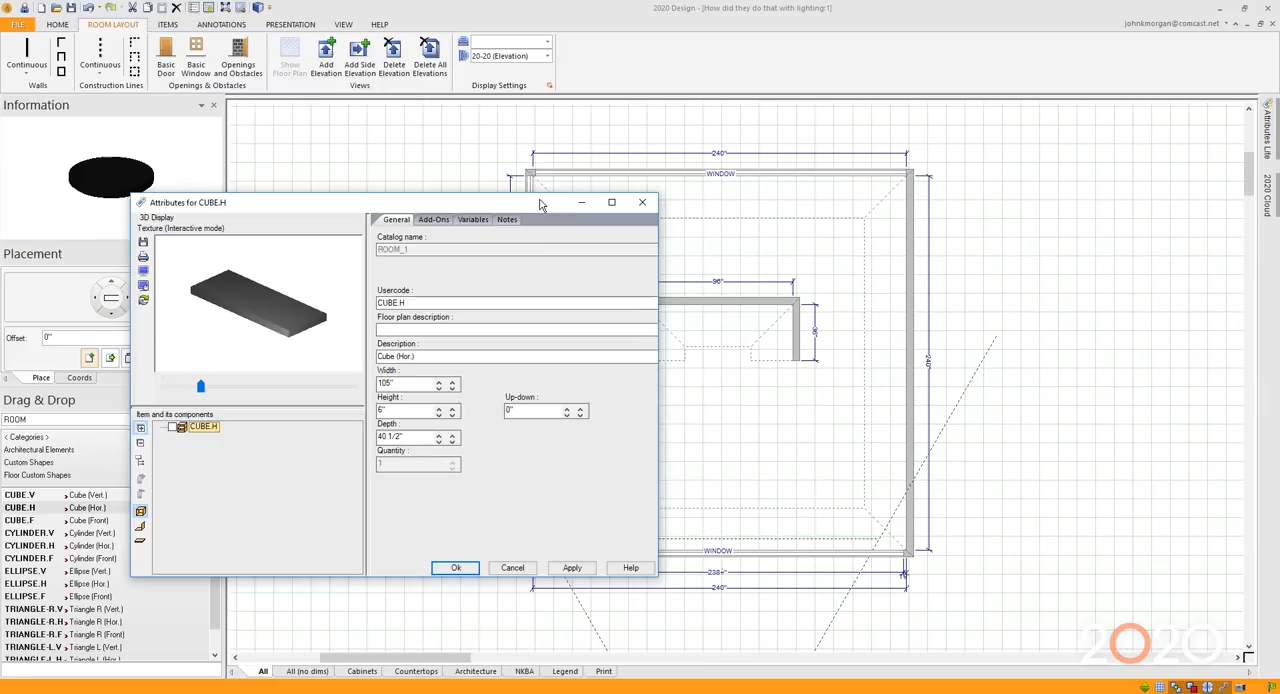 2020 Design - [How did they do that with lighting:1]
FILE HOME ROOM LAYOUT ITEMS ANNOTATIONS PRESENTATION VIEW HELP
johnkmorgan@comcast.net
Continuous Continuous Basic Door Basic Window Openings and Obstacles Show Floor Plan Add Elevation Add Side Elevation Delete Elevation Delete All Elevations 20-20 (Elevation)
Walls Construction Lines Openings & Obstacles Views Display Settings
Information
Attributes Lite
2020 Cloud
Placement
Offset: 0"
Place Coords
Drag & Drop
ROOM
< Categories >
Architectural Elements
Custom Shapes
Floor Custom Shapes
CUBE.V Cube (Vert.)
CUBE.H Cube (Hor.)
CUBE.F Cube (Front)
CYLINDER.V Cylinder (Vert.)
CYLINDER.H Cylinder (Hor.)
CYLINDER.F Cylinder (Front)
ELLIPSE.V Ellipse (Vert.)
ELLIPSE.H Ellipse (Hor.)
ELLIPSE.F Ellipse (Front)
TRIANGLE-R.V Triangle R (Vert.)
TRIANGLE-R.H Triangle R (Hor.)
TRIANGLE-R.F Triangle R (Front)
TRIANGLE-L.V Triangle L (Vert.)
TRIANGLE-L.H Triangle L (Hor.)
Attributes for CUBE.H
3D Display
Texture (Interactive mode)
Item and its components
CUBE.H
General Add-Ons Variables Notes
Catalog name :
ROOM_1
Usercode :
CUBE.H
Floor plan description :
Description :
Cube (Hor.)
Width :
105"
Height : Up-down :
6" 0"
Depth :
40 1/2"
Quantity :
1
Ok Cancel Apply Help
240"
WINDOW
96"
36"
240"
WINDOW
240"
2020
All All (no dims) Cabinets Countertops Architecture NKBA Legend Print